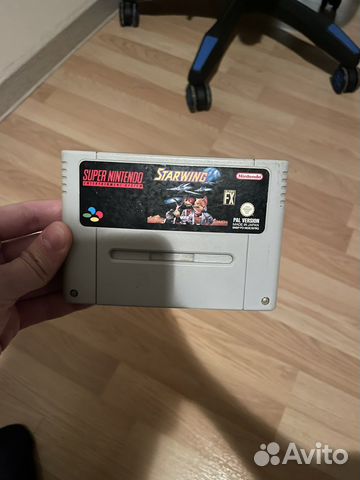 SUPER NINTENDO
ENTERTAINMENT SYSTEM
STARWING
Nintendo
FX
PAL VERSION
MADE IN JAPAN
Avito